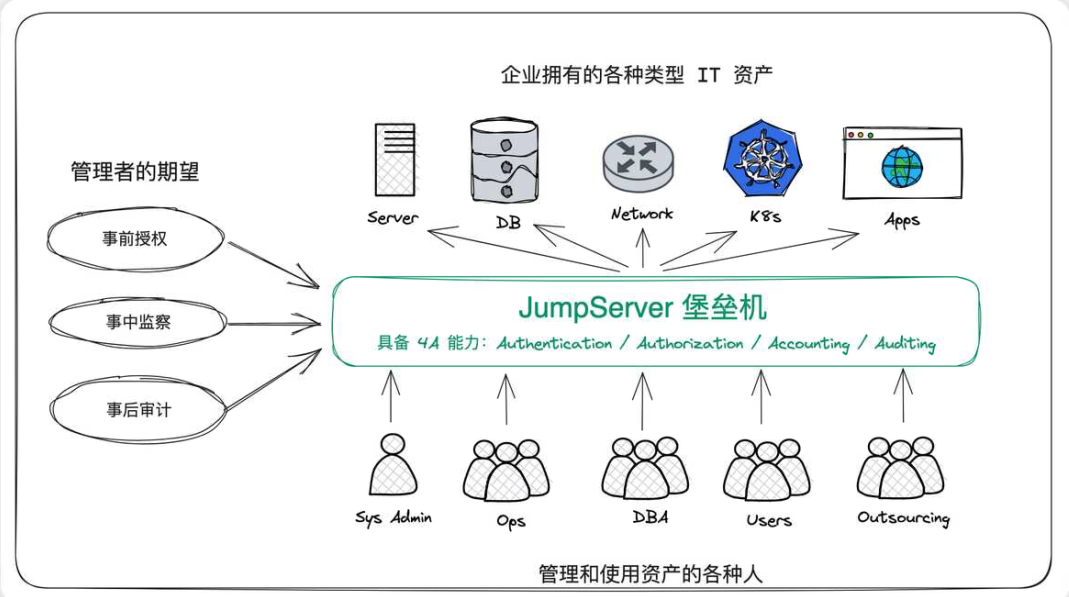 企业拥有的各种类型 IT 资产
管理者的期望
Server
DB
Network
K8s
Apps
事前授权
事中监察
事后审计
JumpServer 堡垒机
具备 4A 能力: Authentication / Authorization / Accounting / Auditing
Sys Admin
Ops
DBA
Users
Outsourcing
管理和使用资产的各种人